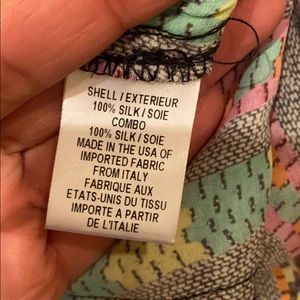 SHELL / EXTERIEUR
100% SILK / SOIE
COMBO
100% SILK / SOIE
MADE IN THE USA OF
IMPORTED FABRIC
FROM ITALY
FABRIQUE AUX
ETATS-UNIS DU TISSU
IMPORTE A PARTIR
DE L'ITALIE